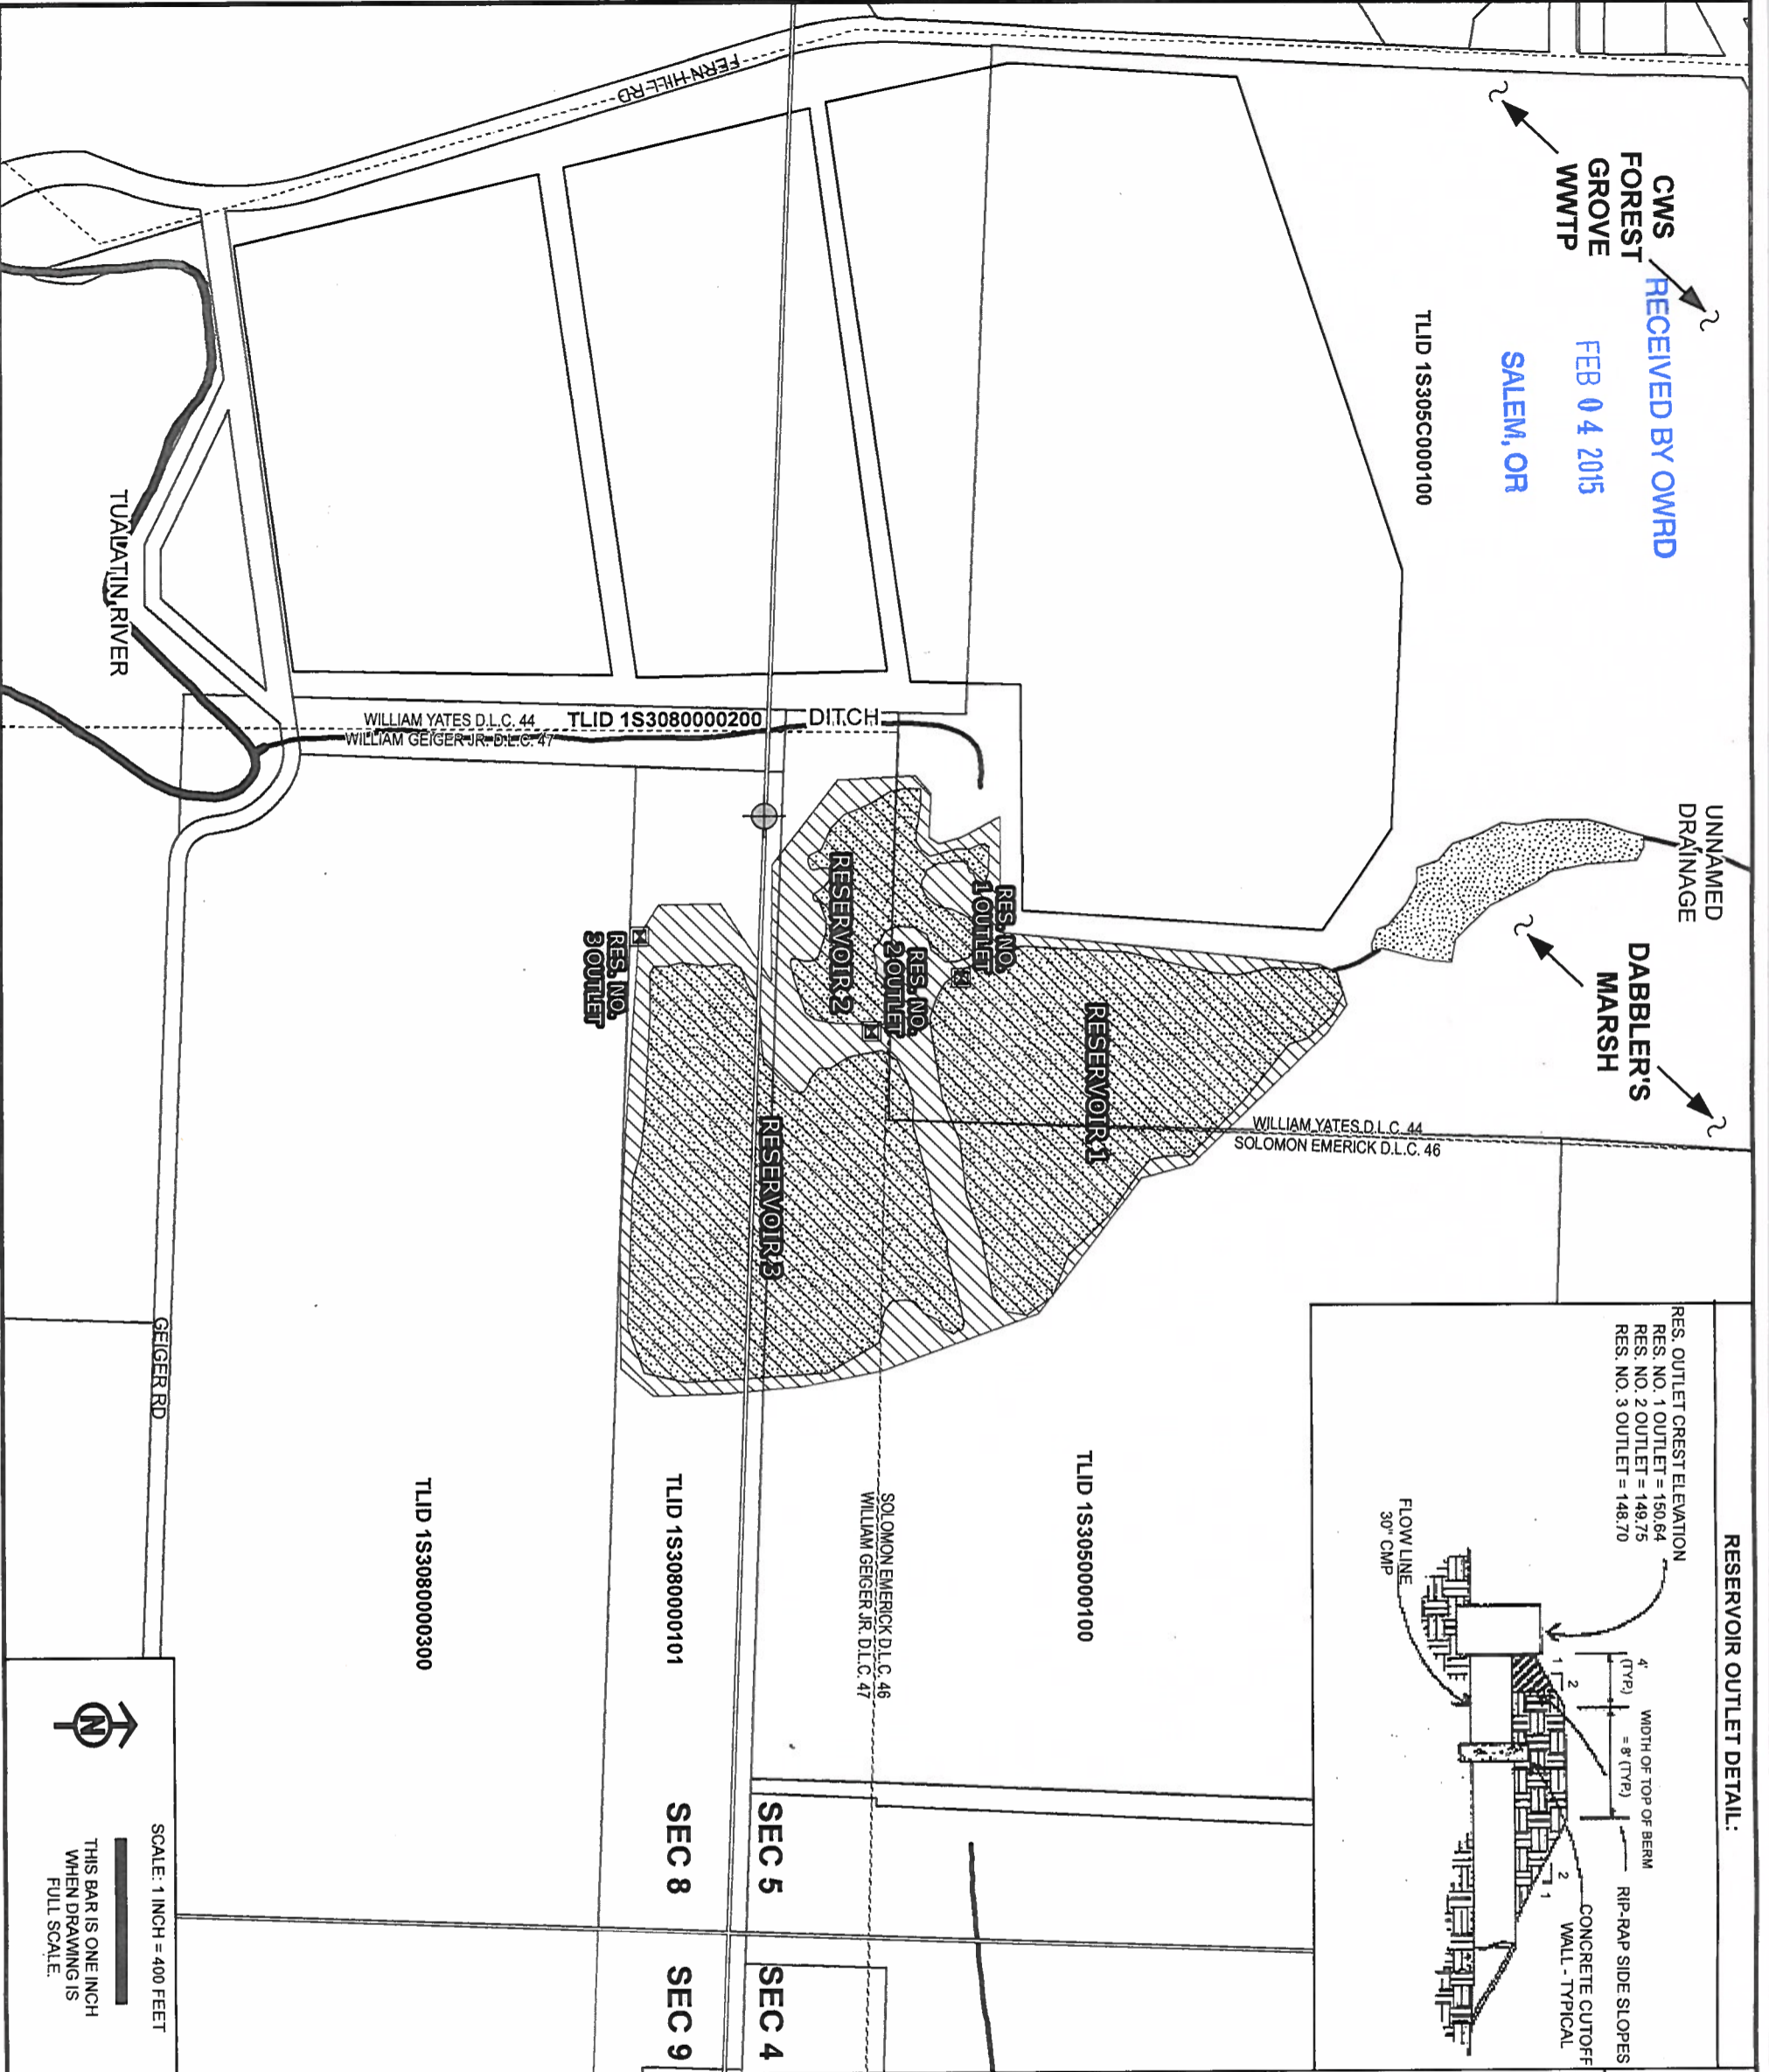 CWS
FOREST
GROVE
WWTP
RECEIVED BY OWRD
FEB 04 2015
SALEM, OR
TLID 1S305C000100
FERN HILL RD
UNNAMED
DRAINAGE
DABBLER'S
MARSH
RESERVOIR OUTLET DETAIL:
RES. OUTLET CREST ELEVATION
RES. NO. 1 OUTLET = 150.64
RES. NO. 2 OUTLET = 149.75
RES. NO. 3 OUTLET = 148.70
4'
(TYP.)
WIDTH OF TOP OF BERM
= 8' (TYP.)
RIP-RAP SIDE SLOPES
1
2
2
1
CONCRETE CUTOFF
WALL - TYPICAL
FLOW LINE
30" CMP
WILLIAM YATES D.L.C. 44
SOLOMON EMERICK D.L.C. 46
RESERVOIR 1
RES. NO.
1 OUTLET
RES. NO.
2 OUTLET
RESERVOIR 2
RESERVOIR 3
RES. NO.
3 OUTLET
DITCH
TLID 1S3080000200
WILLIAM YATES D.L.C. 44
WILLIAM GEIGER JR. D.L.C. 47
TLID 1S3050000100
SOLOMON EMERICK D.L.C. 46
WILLIAM GEIGER JR. D.L.C. 47
SEC 5
SEC 4
SEC 8
SEC 9
TLID 1S3080000101
TLID 1S3080000300
TUALATIN RIVER
GEIGER RD
N
SCALE: 1 INCH = 400 FEET
THIS BAR IS ONE INCH
WHEN DRAWING IS
FULL SCALE.